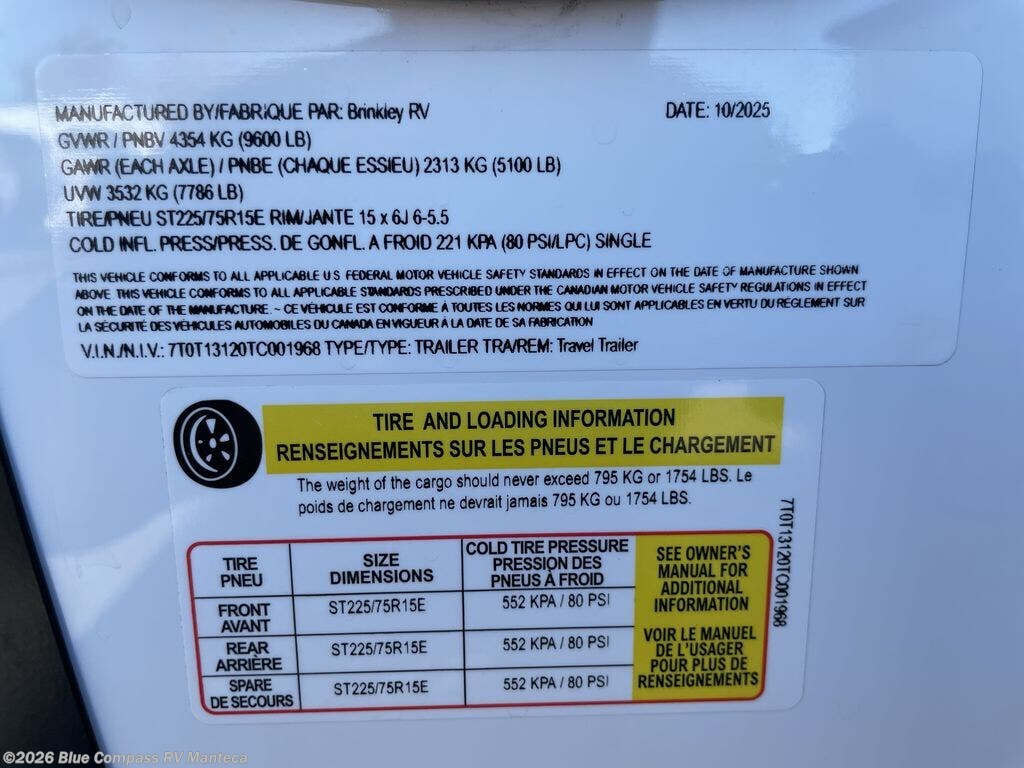 MANUFACTURED BY/FABRIQUE PAR: Brinkley RV DATE: 10/2025
GVWR / PNBV 4354 KG (9600 LB)
GAWR (EACH AXLE) / PNBE (CHAQUE ESSIEU) 2313 KG (5100 LB)
UVW 3532 KG (7786 LB)
TIRE/PNEU ST225/75R15E RIM/JANTE 15 x 6J 6-5.5
COLD INFL. PRESS/PRESS. DE GONFL. A FROID 221 KPA (80 PSI/LPC) SINGLE
THIS VEHICLE CONFORMS TO ALL APPLICABLE U S FEDERAL MOTOR VEHICLE SAFETY STANDARDS IN EFFECT ON THE DATE OF MANUFACTURE SHOWN
ABOVE. THIS VEHICLE CONFORMS TO ALL APPLICABLE STANDARDS PRESCRIBED UNDER THE CANADIAN MOTOR VEHICLE SAFETY REGULATIONS IN EFFECT
ON THE DATE OF THE MANUFACTURE. ~ CE VÉHICULE EST CONFORME À TOUTES LES NORMES QUI LUI SONT APPLICABLES EN VERTU DU RÉGLEMENT SUR
LA SÉCURITÉ DES VÉHICULES AUTOMOBILES DU CANADA EN VIGUEUR À LA DATE DE SA FABRICATION
V.I.N./N.I.V.: 7T0T13120TC001968 TYPE/TYPE: TRAILER TRA/REM: Travel Trailer
TIRE AND LOADING INFORMATION
RENSEIGNEMENTS SUR LES PNEUS ET LE CHARGEMENT
The weight of the cargo should never exceed 795 KG or 1754 LBS. Le
poids de chargement ne devrait jamais 795 KG ou 1754 LBS.
TIRE
PNEU
SIZE
DIMENSIONS
COLD TIRE PRESSURE
PRESSION DES
PNEUS À FROID
FRONT
AVANT
ST225/75R15E
552 KPA / 80 PSI
REAR
ARRIÈRE
ST225/75R15E
552 KPA / 80 PSI
SPARE
DE SECOURS
ST225/75R15E
552 KPA / 80 PSI
SEE OWNER'S
MANUAL FOR
ADDITIONAL
INFORMATION
VOIR LE MANUEL
DE L'USAGER
POUR PLUS DE
RENSEIGNEMENTS
7T0T13120TC001968
©2026 Blue Compass RV Manteca